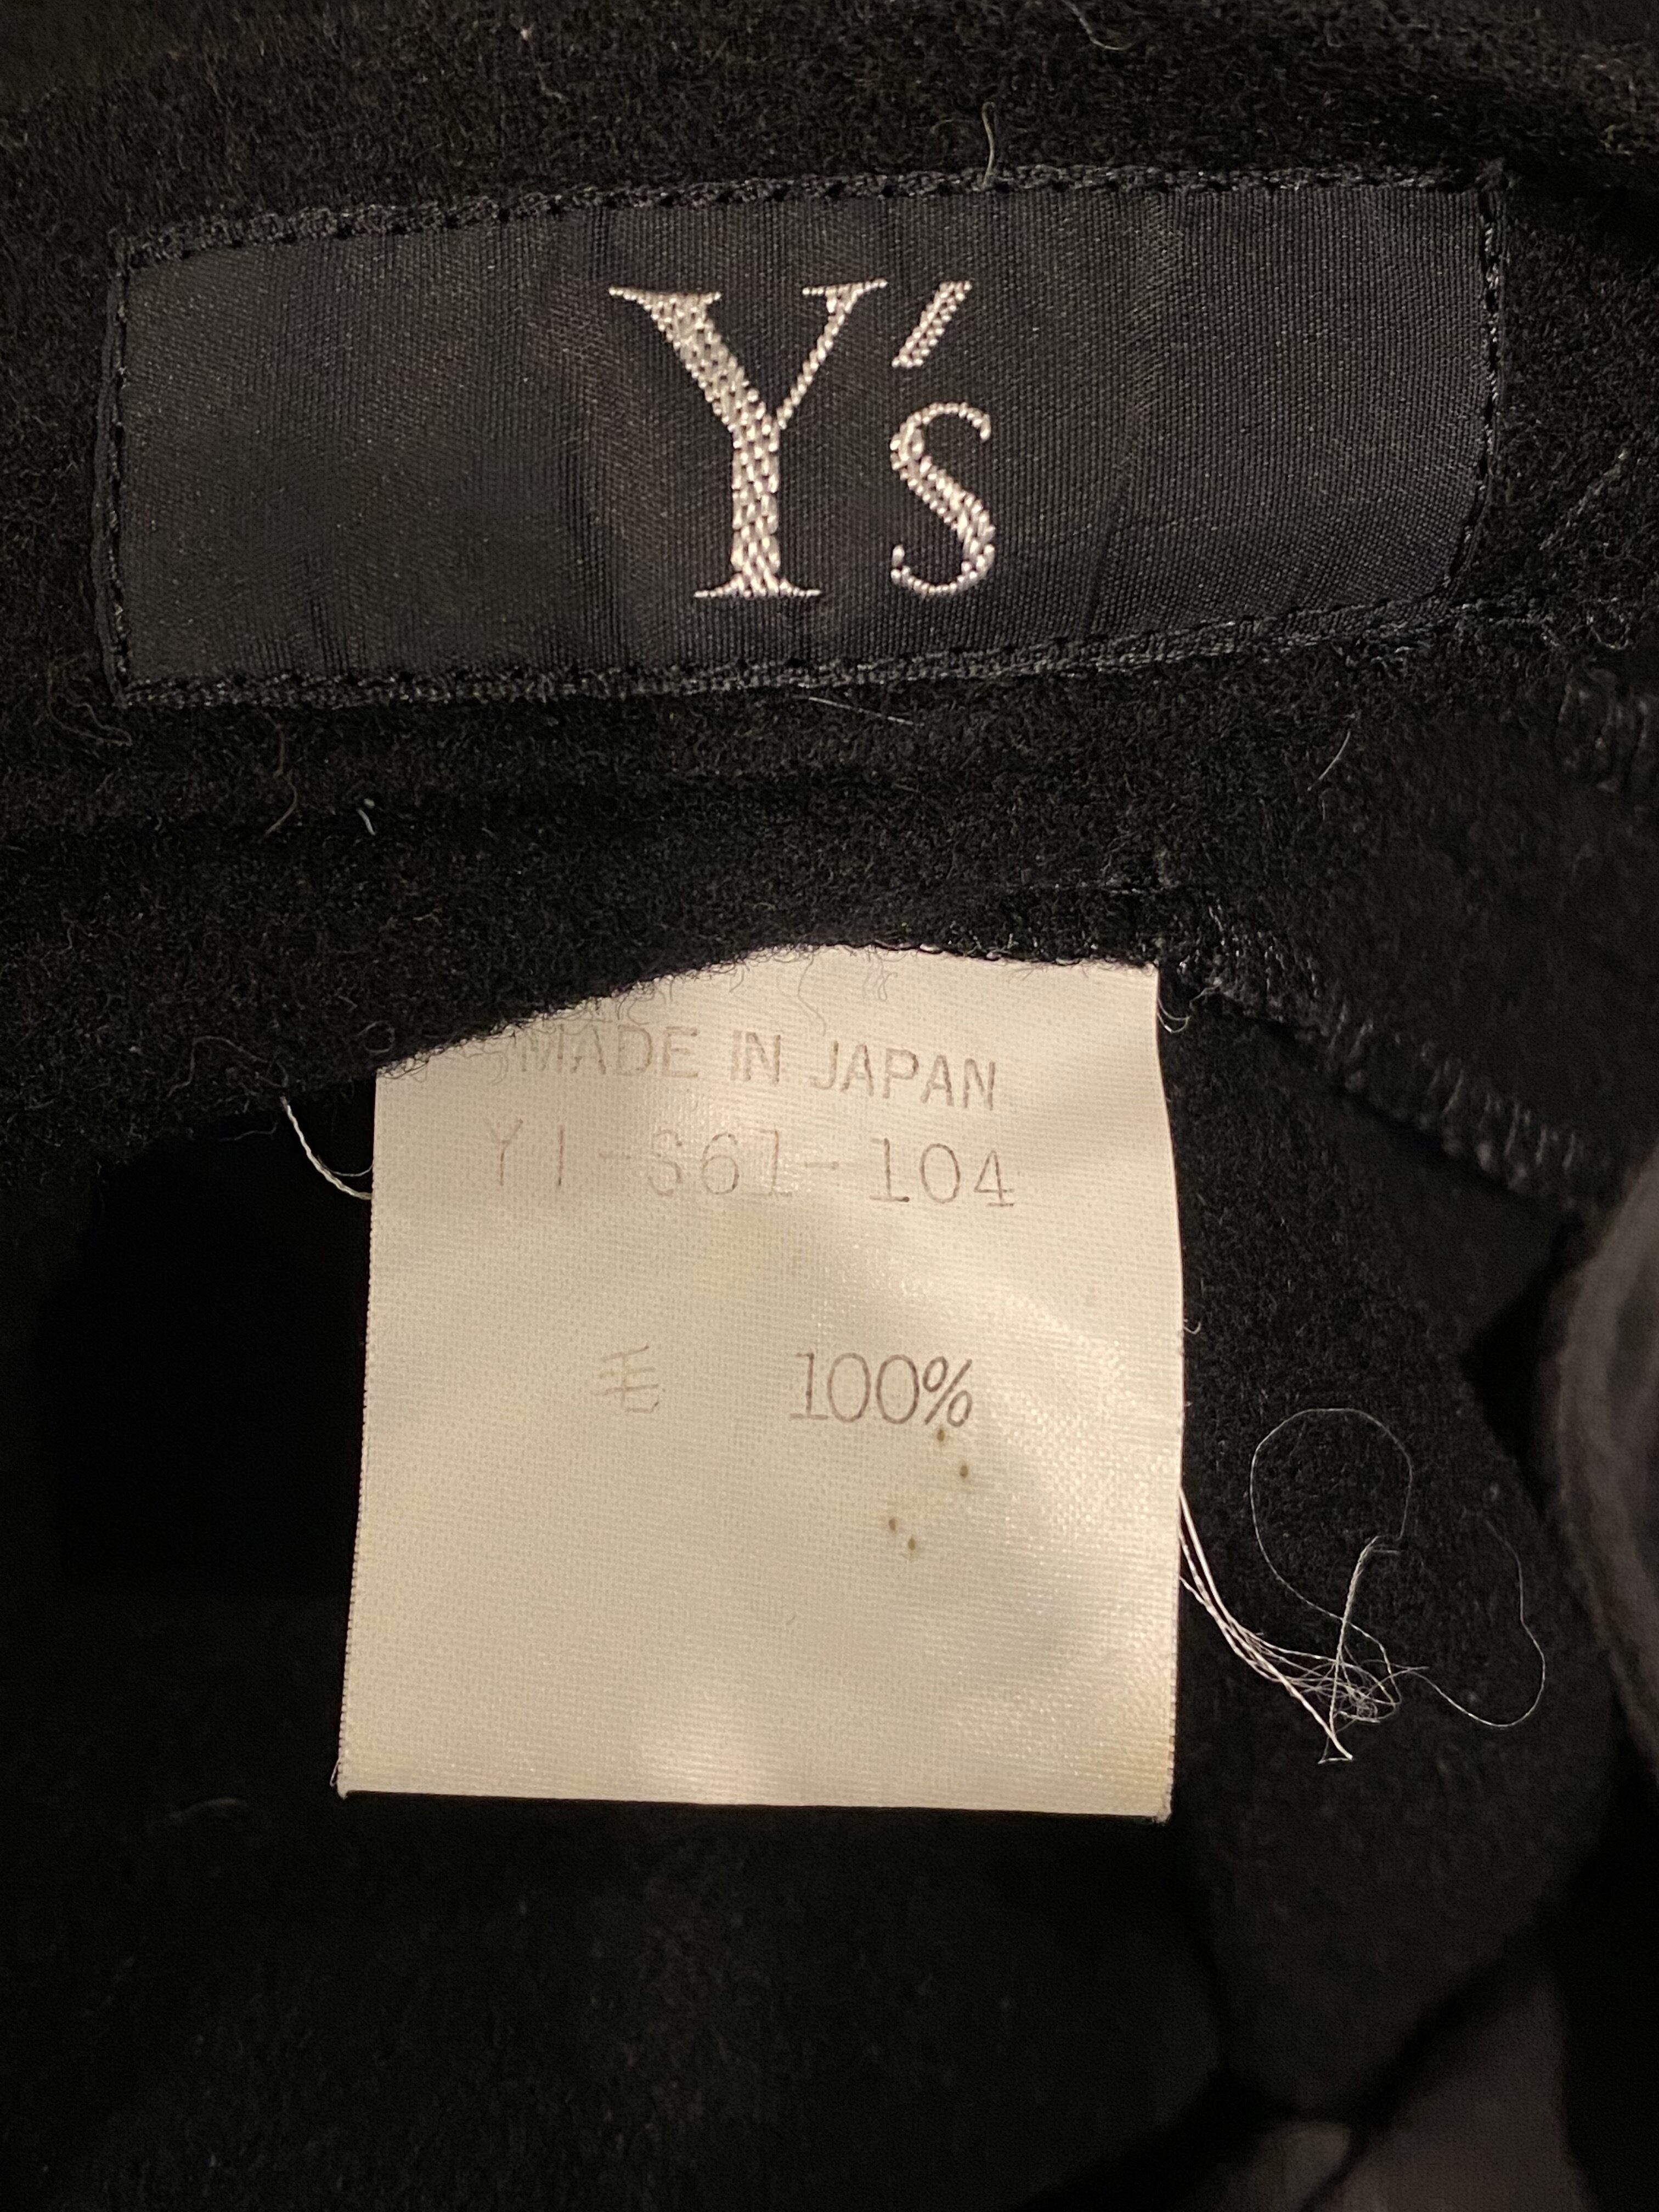 Y's
MADE IN JAPAN
YI-S61-104
毛 100%